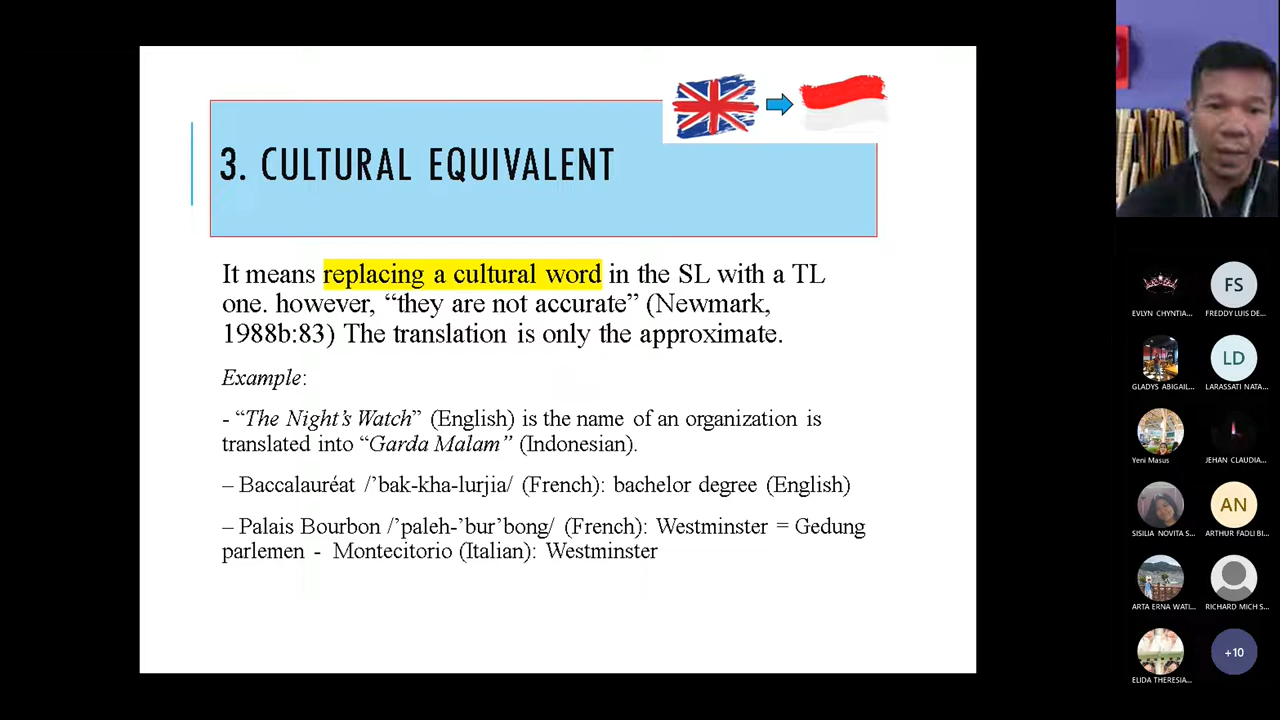 3. CULTURAL EQUIVALENT
It means replacing a cultural word in the SL with a TL
one. however, “they are not accurate” (Newmark,
1988b:83) The translation is only the approximate.
Example:
- “The Night’s Watch” (English) is the name of an organization is
translated into “Garda Malam” (Indonesian).
– Baccalauréat /’bak-kha-lurjia/ (French): bachelor degree (English)
– Palais Bourbon /’paleh-’bur’bong/ (French): Westminster = Gedung
parlemen - Montecitorio (Italian): Westminster
FS
EVLYN CHYNTIA...
FREDDY LUIS DE...
LD
GLADYS ABIGAIL...
LARASSATI NATA...
Yeni Masus
JEHAN CLAUDIA...
AN
SISILIA NOVITA S...
ARTHUR FADLI BI...
ARTA ERNA WATI...
RICHARD MICH S...
+10
ELIDA THERESIA...